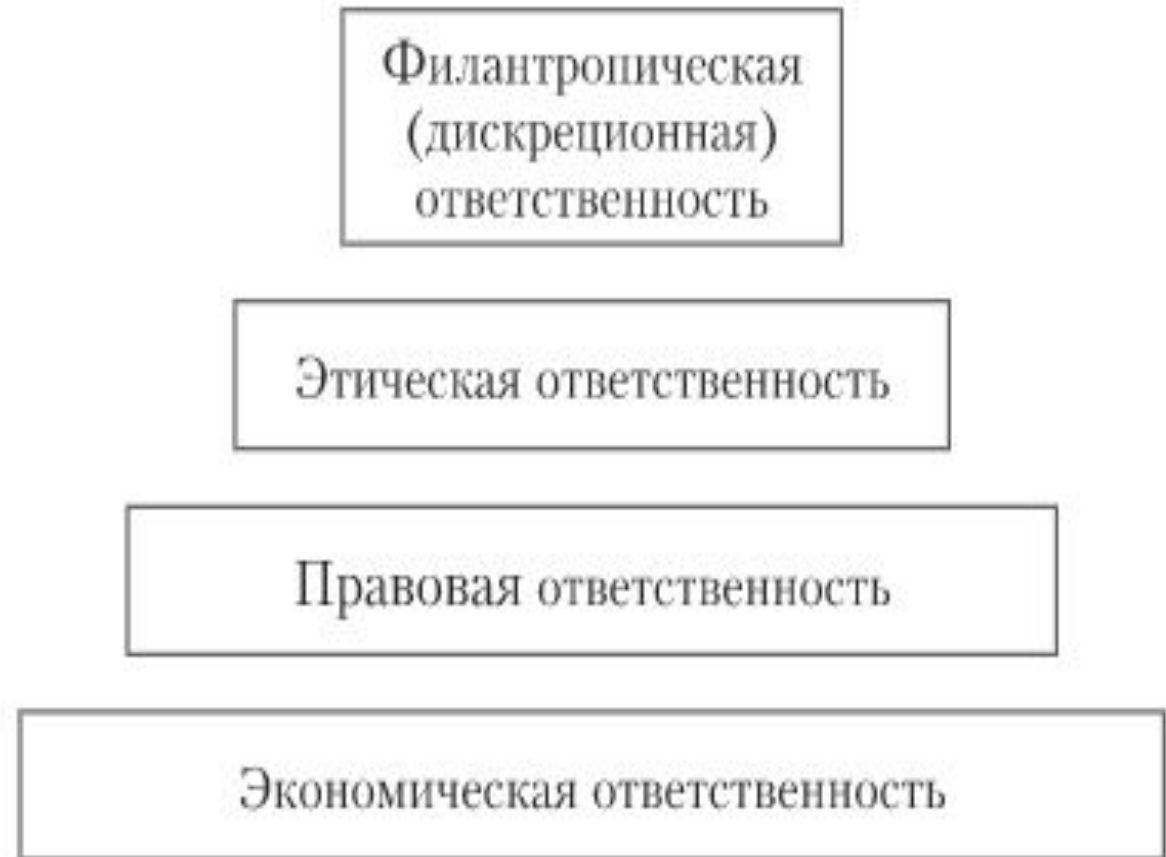 Филантропическая
(дискреционная)
ответственность
Этическая ответственность
Правовая ответственность
Экономическая ответственность